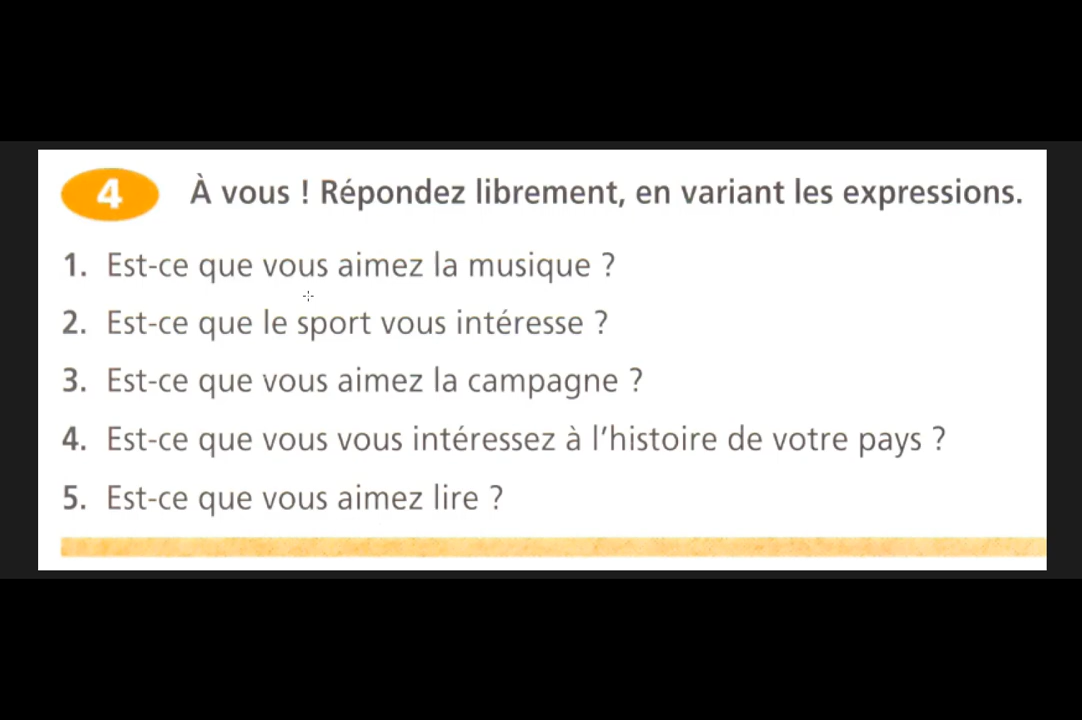 4 À vous ! Répondez librement, en variant les expressions.
1. Est-ce que vous aimez la musique ?
2. Est-ce que le sport vous intéresse ?
3. Est-ce que vous aimez la campagne ?
4. Est-ce que vous vous intéressez à l’histoire de votre pays ?
5. Est-ce que vous aimez lire ?